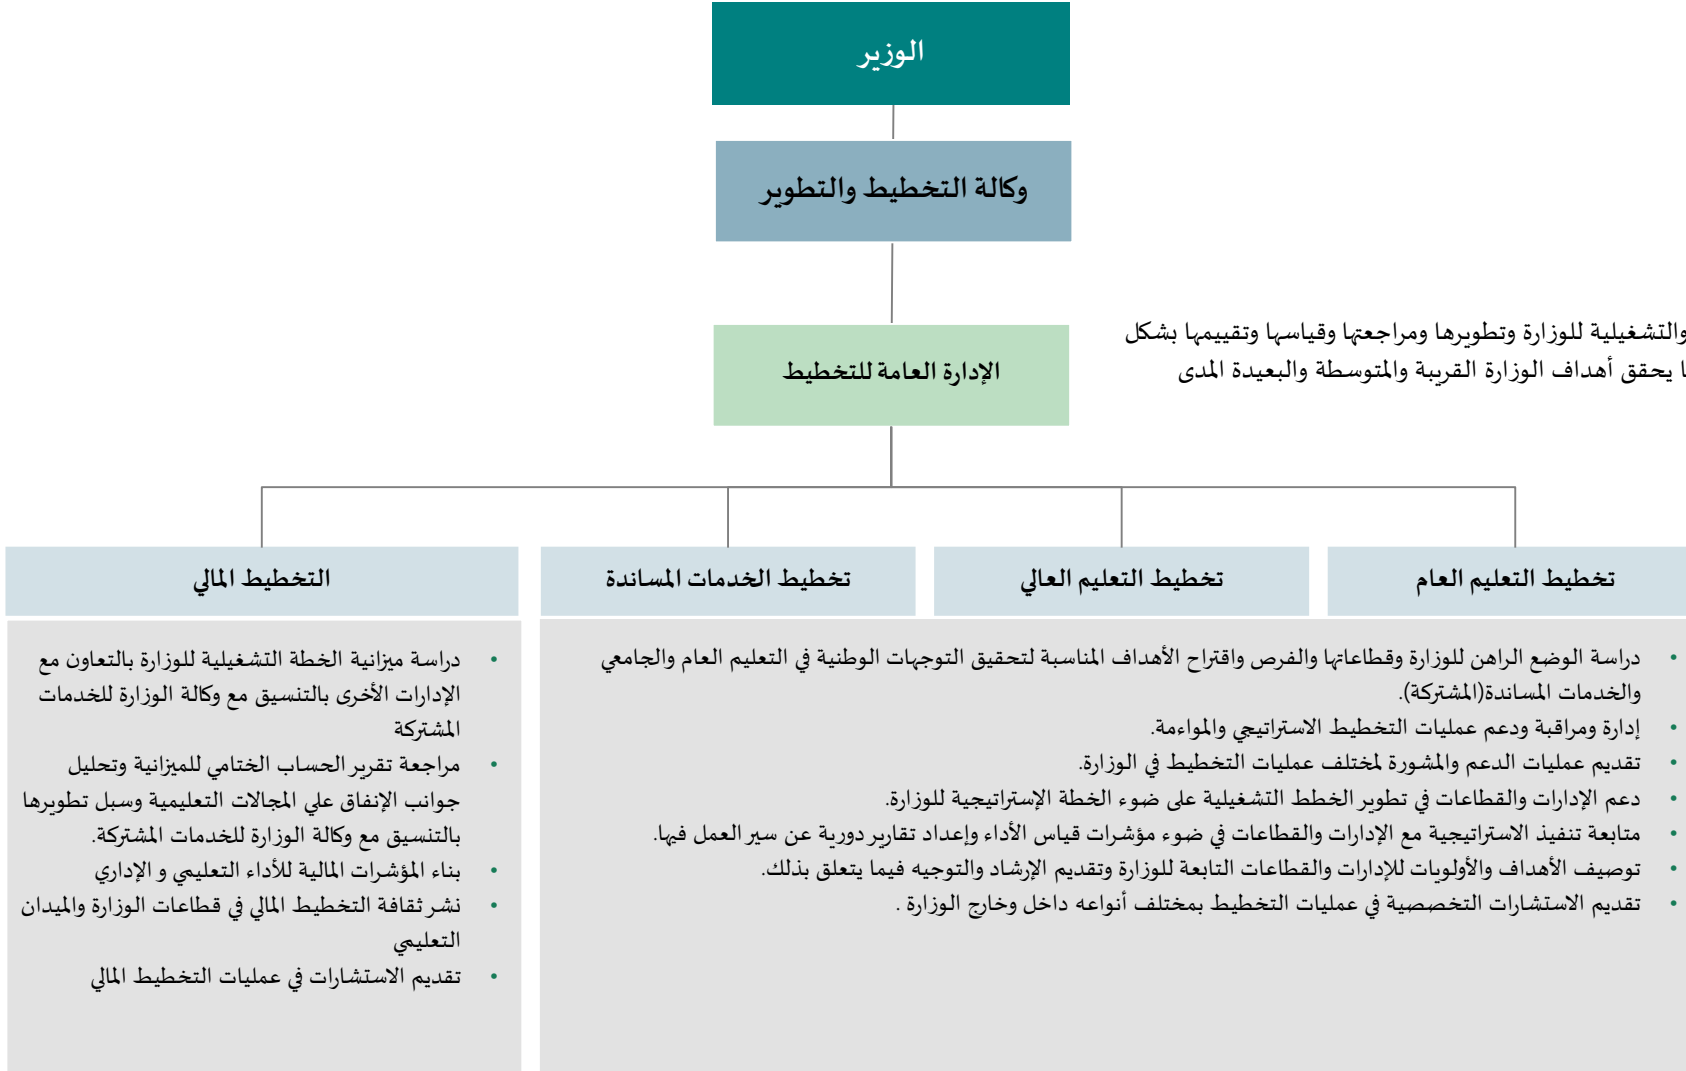 الوزير
وكالة التخطيط والتطوير
الإدارة العامة للتخطيط
والتشغيلية للوزارة وتطويرها ومراجعتها وقياسها وتقييمها بشكل
يحقق أهداف الوزارة القريبة والمتوسطة والبعيدة المدى
تخطيط التعليم العام
تخطيط التعليم العالي
تخطيط الخدمات المساندة
التخطيط المالي
• دراسة الوضع الراهن للوزارة وقطاعاتها والفرص واقتراح الأهداف المناسبة لتحقيق التوجهات الوطنية في التعليم العام والجامعي
والخدمات المساندة(المشتركة).
• إدارة ومراقبة ودعم عمليات التخطيط الاستراتيجي والمواءمة.
• تقديم عمليات الدعم والمشورة لمختلف عمليات التخطيط في الوزارة.
• دعم الإدارات والقطاعات في تطوير الخطط التشغيلية على ضوء الخطة الإستراتيجية للوزارة.
• متابعة تنفيذ الاستراتيجية مع الإدارات والقطاعات في ضوء مؤشرات قياس الأداء وإعداد تقارير دورية عن سير العمل فيها.
• توصيف الأهداف والأولويات للإدارات والقطاعات التابعة للوزارة وتقديم الإرشاد والتوجيه فيما يتعلق بذلك.
• تقديم الاستشارات التخصصية في عمليات التخطيط بمختلف أنواعه داخل وخارج الوزارة .
• دراسة ميزانية الخطة التشغيلية للوزارة بالتعاون مع
الإدارات الأخرى بالتنسيق مع وكالة الوزارة للخدمات
المشتركة
• مراجعة تقرير الحساب الختامي للميزانية وتحليل
جوانب الإنفاق علي المجالات التعليمية وسبل تطويرها
بالتنسيق مع وكالة الوزارة للخدمات المشتركة.
• بناء المؤشرات المالية للأداء التعليمي و الإداري
• نشر ثقافة التخطيط المالي في قطاعات الوزارة والميدان
التعليمي
• تقديم الاستشارات في عمليات التخطيط المالي